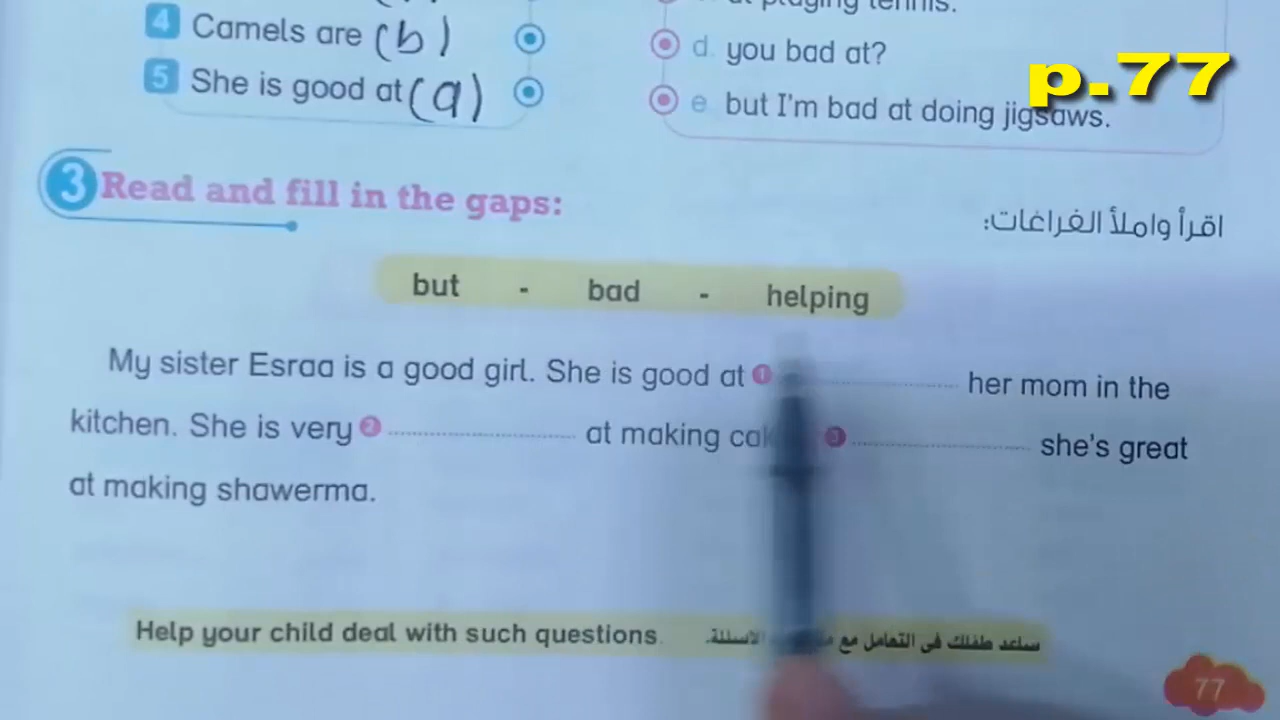 at playing tennis.
4 Camels are (b)
d. you bad at?
p.77
5 She is good at (a)
e. but I'm bad at doing jigsaws.
3 Read and fill in the gaps:
اقرأ واملأ الفراغات:
but - bad - helping
My sister Esraa is a good girl. She is good at 1 ........................ her mom in the
kitchen. She is very 2 ........................ at making 3 ........................ she's great
at making shawerma.
Help your child deal with such questions.
ساعد طفلك فى التعامل مع الأسئلة.
77